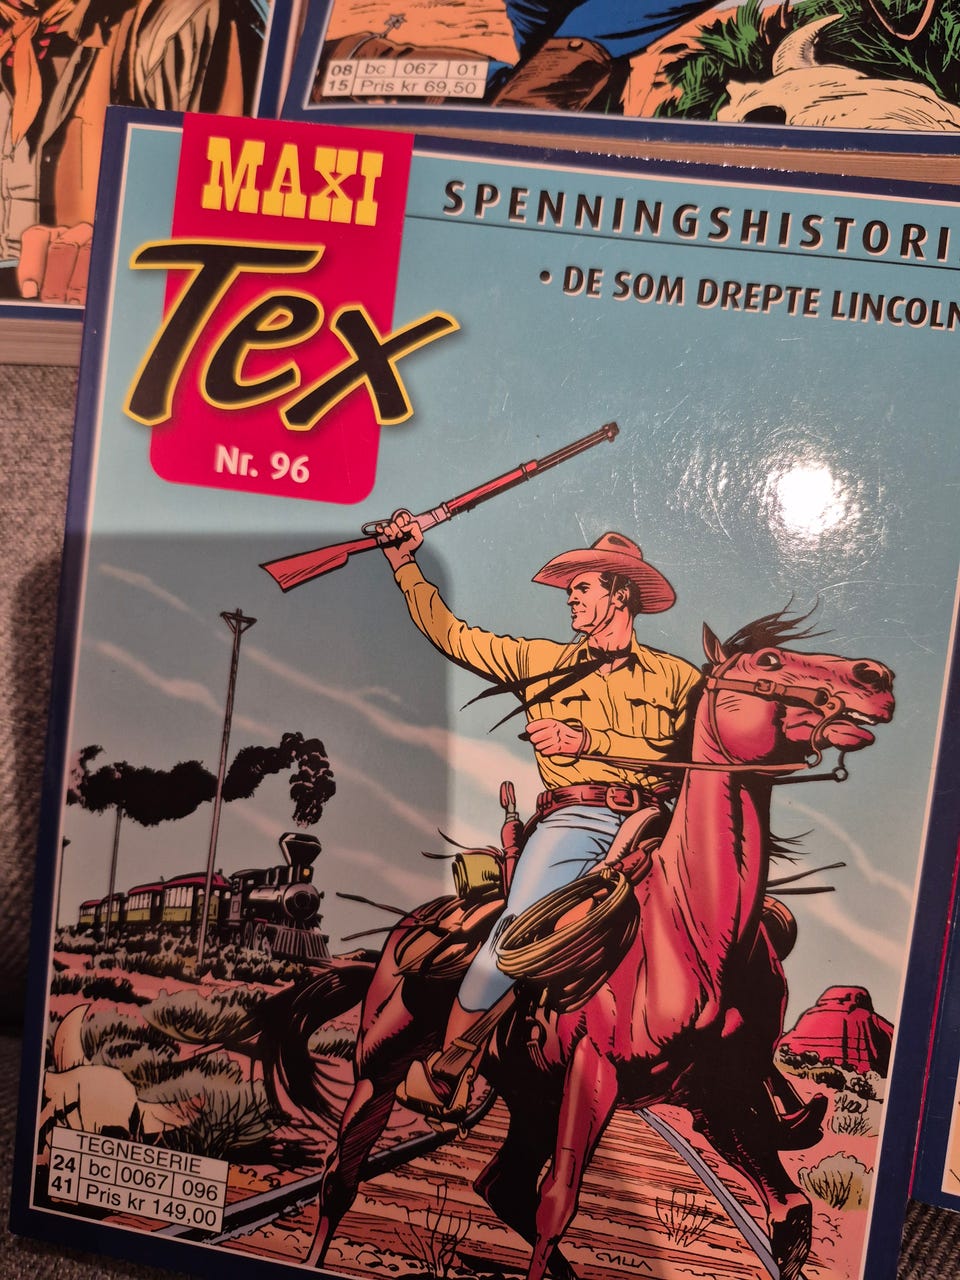 08 bc 067 01
15 Pris kr 69,50
MAXI
Tex
Nr. 96
SPENNINGSHISTORI
• DE SOM DREPTE LINCOLN
TEGNESERIE
24 bc 0067 096
41 Pris kr 149,00
VILLA